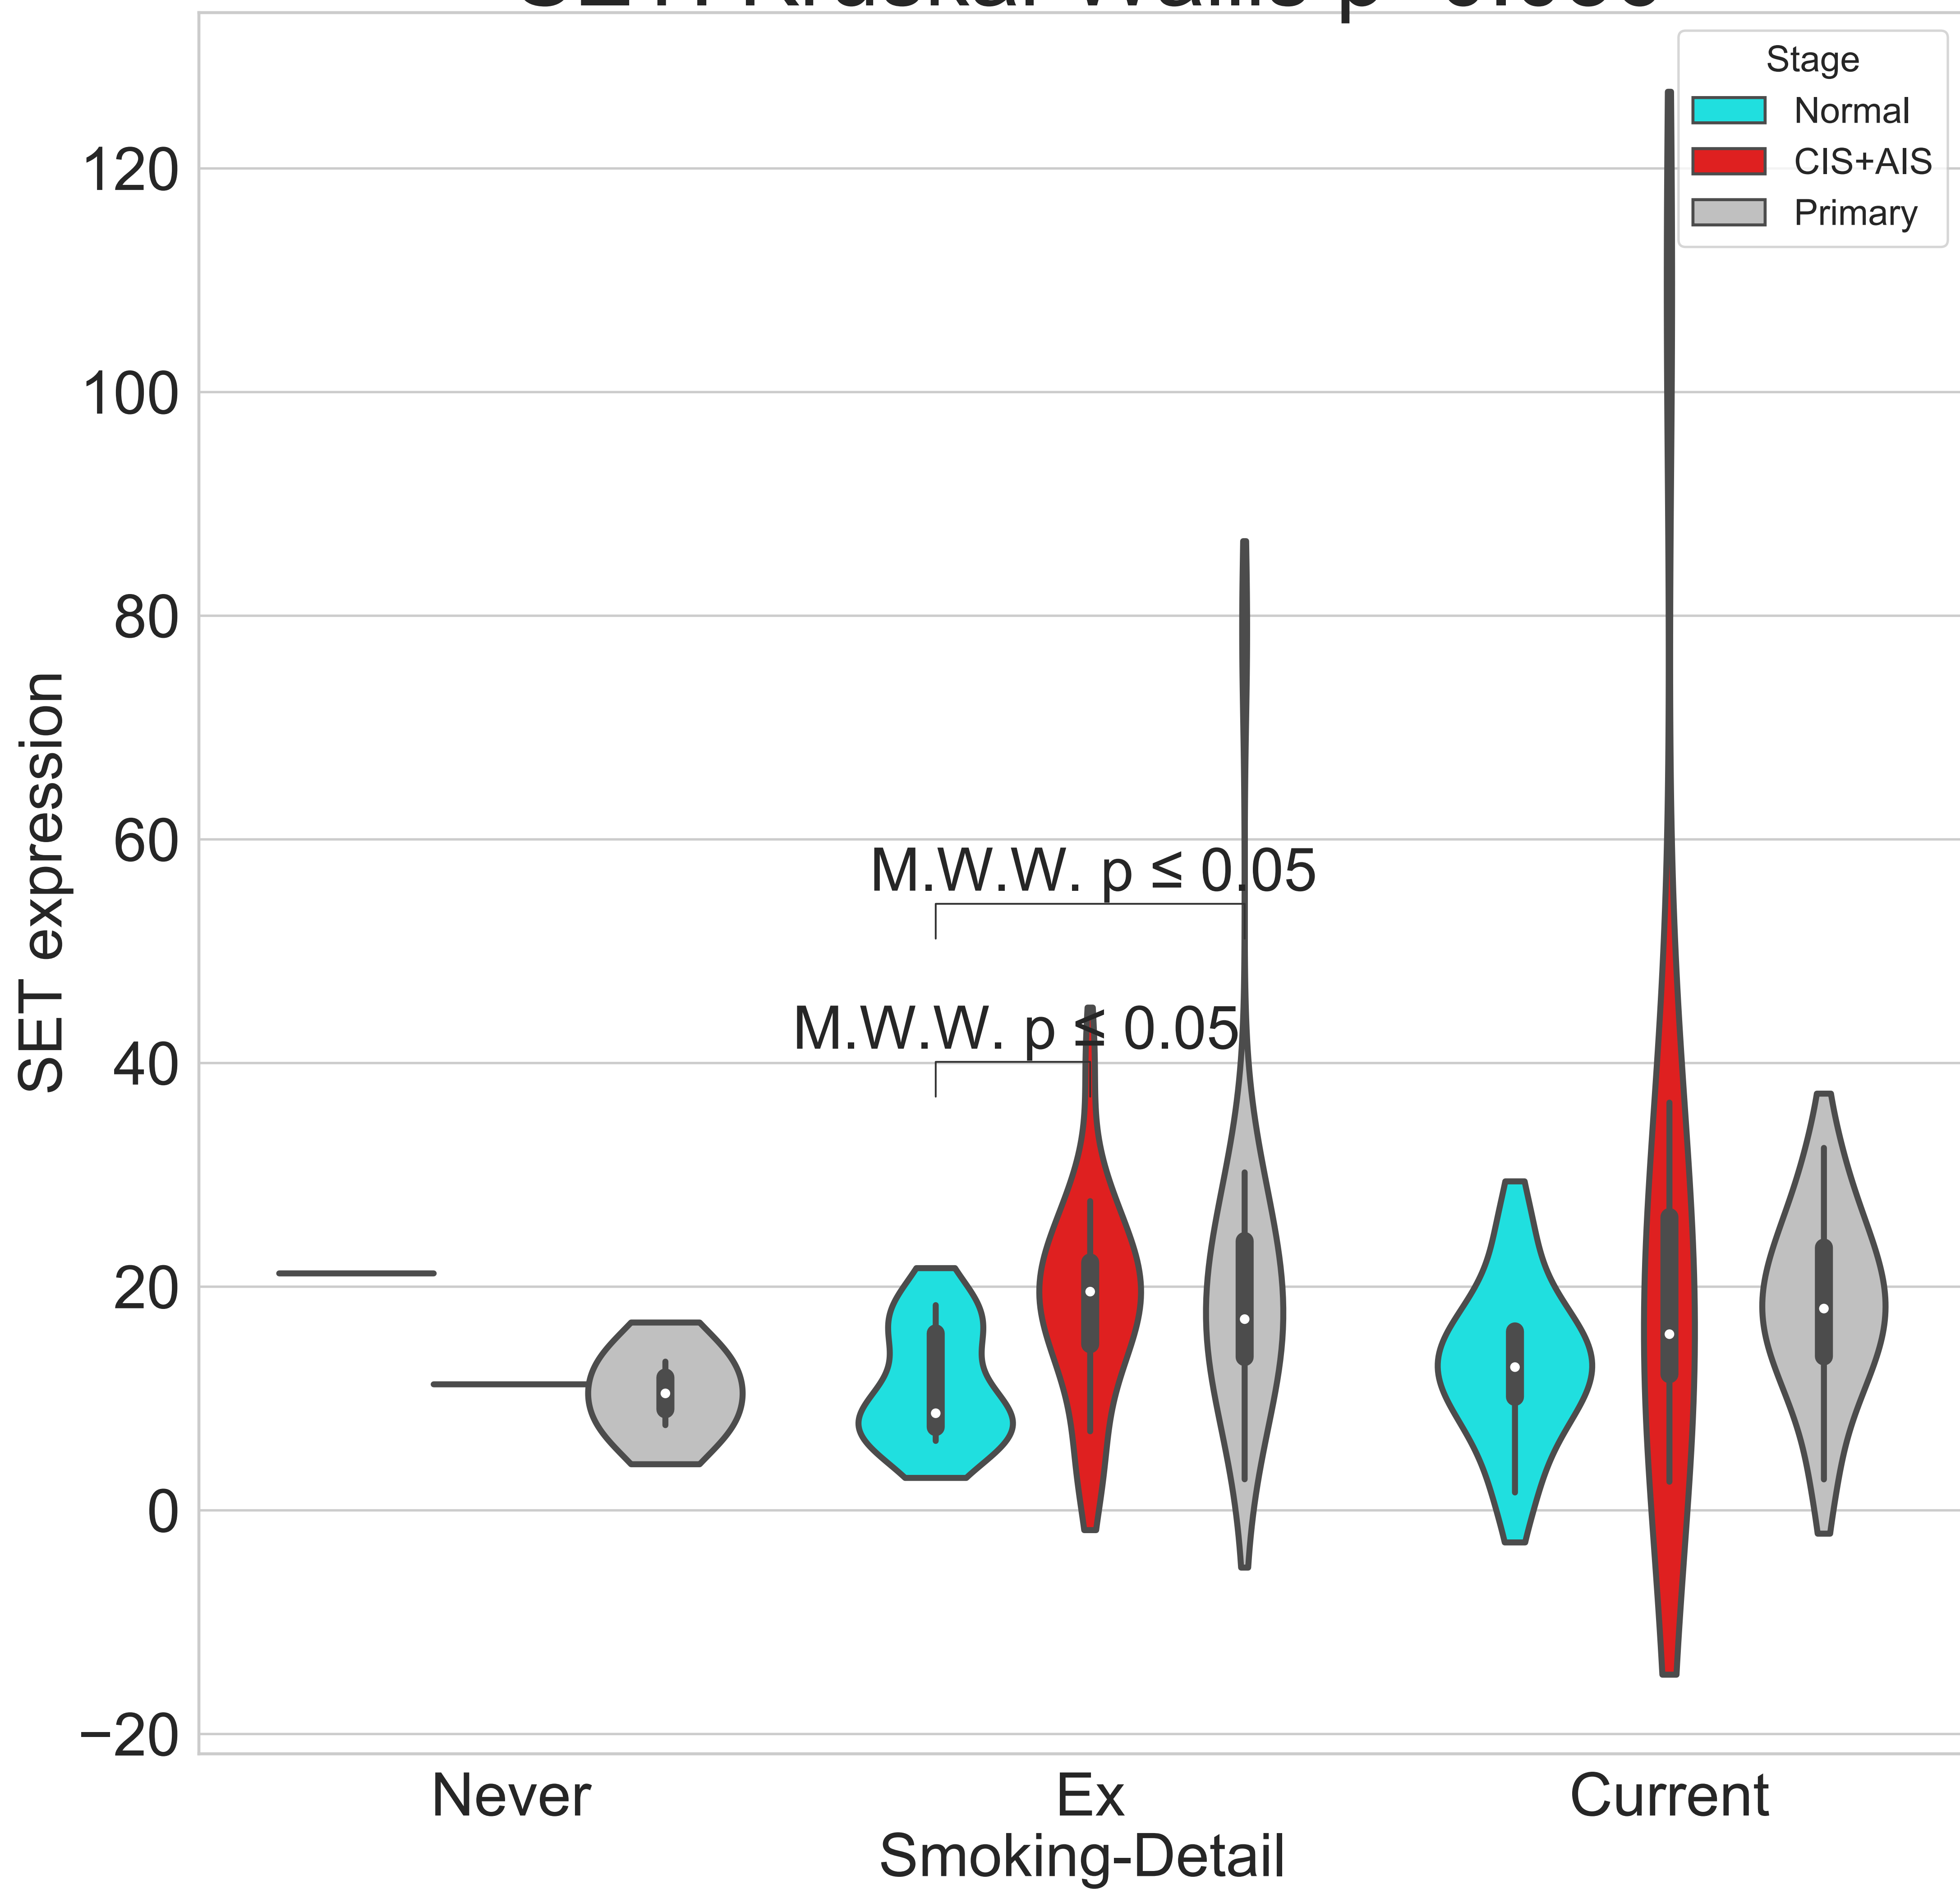 Stage
Normal
CIS+AIS
Primary
120
100
80
60
40
20
0
−20
SET expression
M.W.W. p ≤ 0.05
M.W.W. p ≤ 0.05
Never
Ex
Current
Smoking-Detail